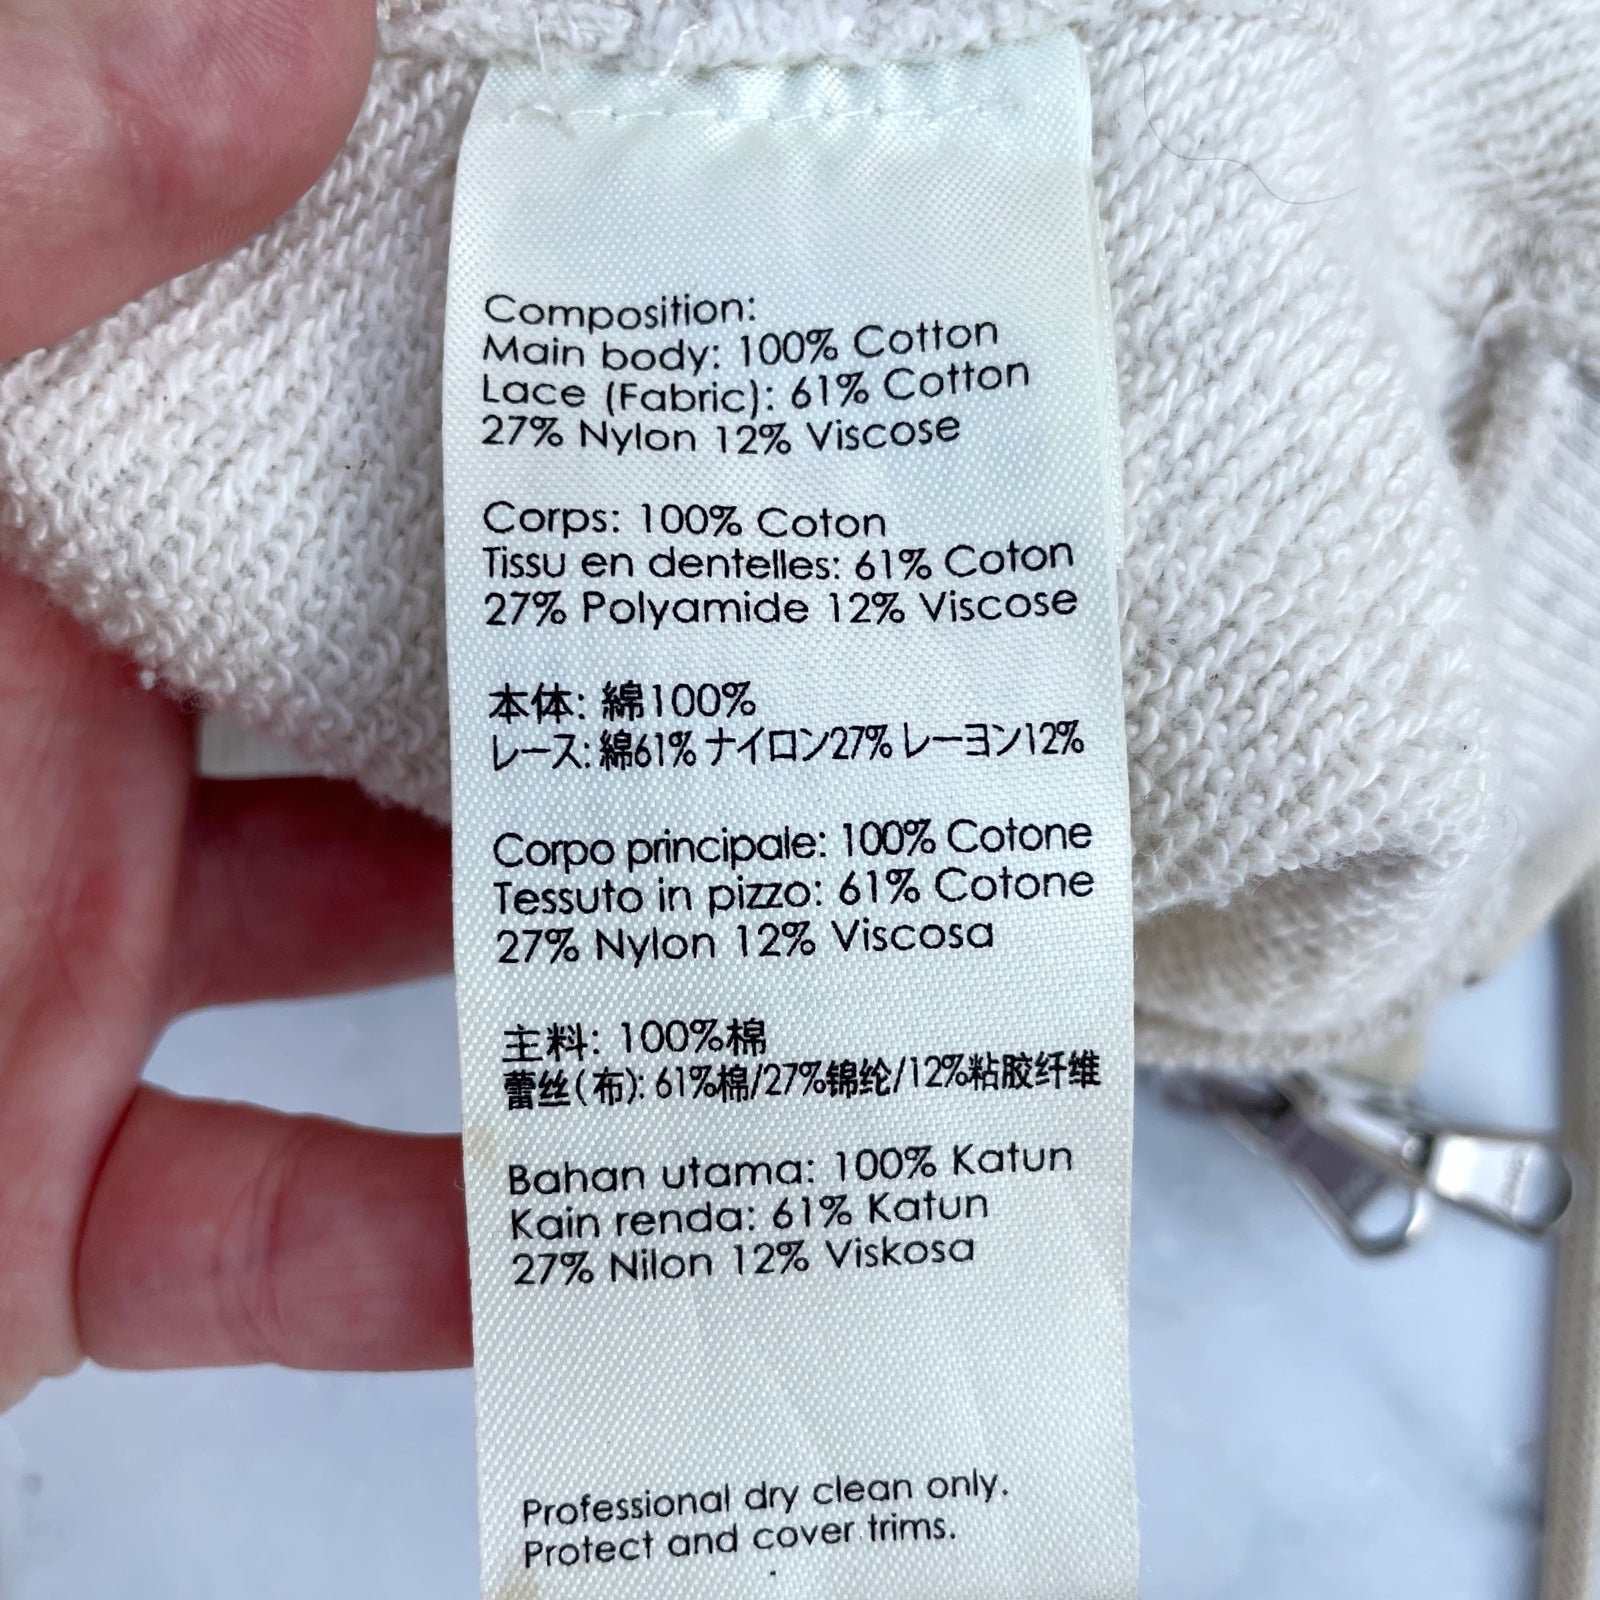 Composition:
Main body: 100% Cotton
Lace (Fabric): 61% Cotton
27% Nylon 12% Viscose
Corps: 100% Coton
Tissu en dentelles: 61% Coton
27% Polyamide 12% Viscose
本体: 綿100%
レース: 綿61% ナイロン27% レーヨン12%
Corpo principale: 100% Cotone
Tessuto in pizzo: 61% Cotone
27% Nylon 12% Viscosa
主料: 100%棉
蕾丝(布): 61%棉/27%锦纶/12%粘胶纤维
Bahan utama: 100% Katun
Kain renda: 61% Katun
27% Nilon 12% Viskosa
Professional dry clean only.
Protect and cover trims.